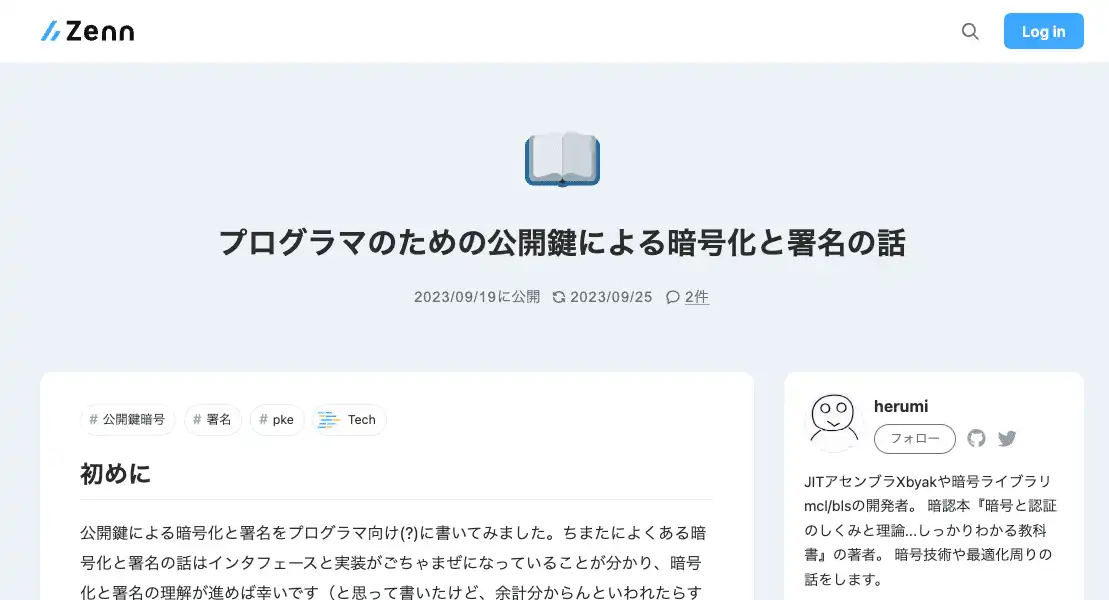 Zenn
Log in
プログラマのための公開鍵による暗号化と署名の話
2023/09/19に公開 2023/09/25 2件
# 公開鍵暗号 # 署名 # pke Tech
初めに
公開鍵による暗号化と署名をプログラマ向け(?)に書いてみました。ちまたによくある暗
号化と署名の話はインタフェースと実装がごちゃまぜになっていることが分かり、暗号
化と署名の理解が進めば幸いです（と思って書いたけど、余計分からんといわれたらす
herumi
フォロー
JITアセンブラXbyakや暗号ライブラリ
mcl/blsの開発者。 暗認本『暗号と認証
のしくみと理論...しっかりわかる教科
書』の著者。 暗号技術や最適化周りの
話をします。